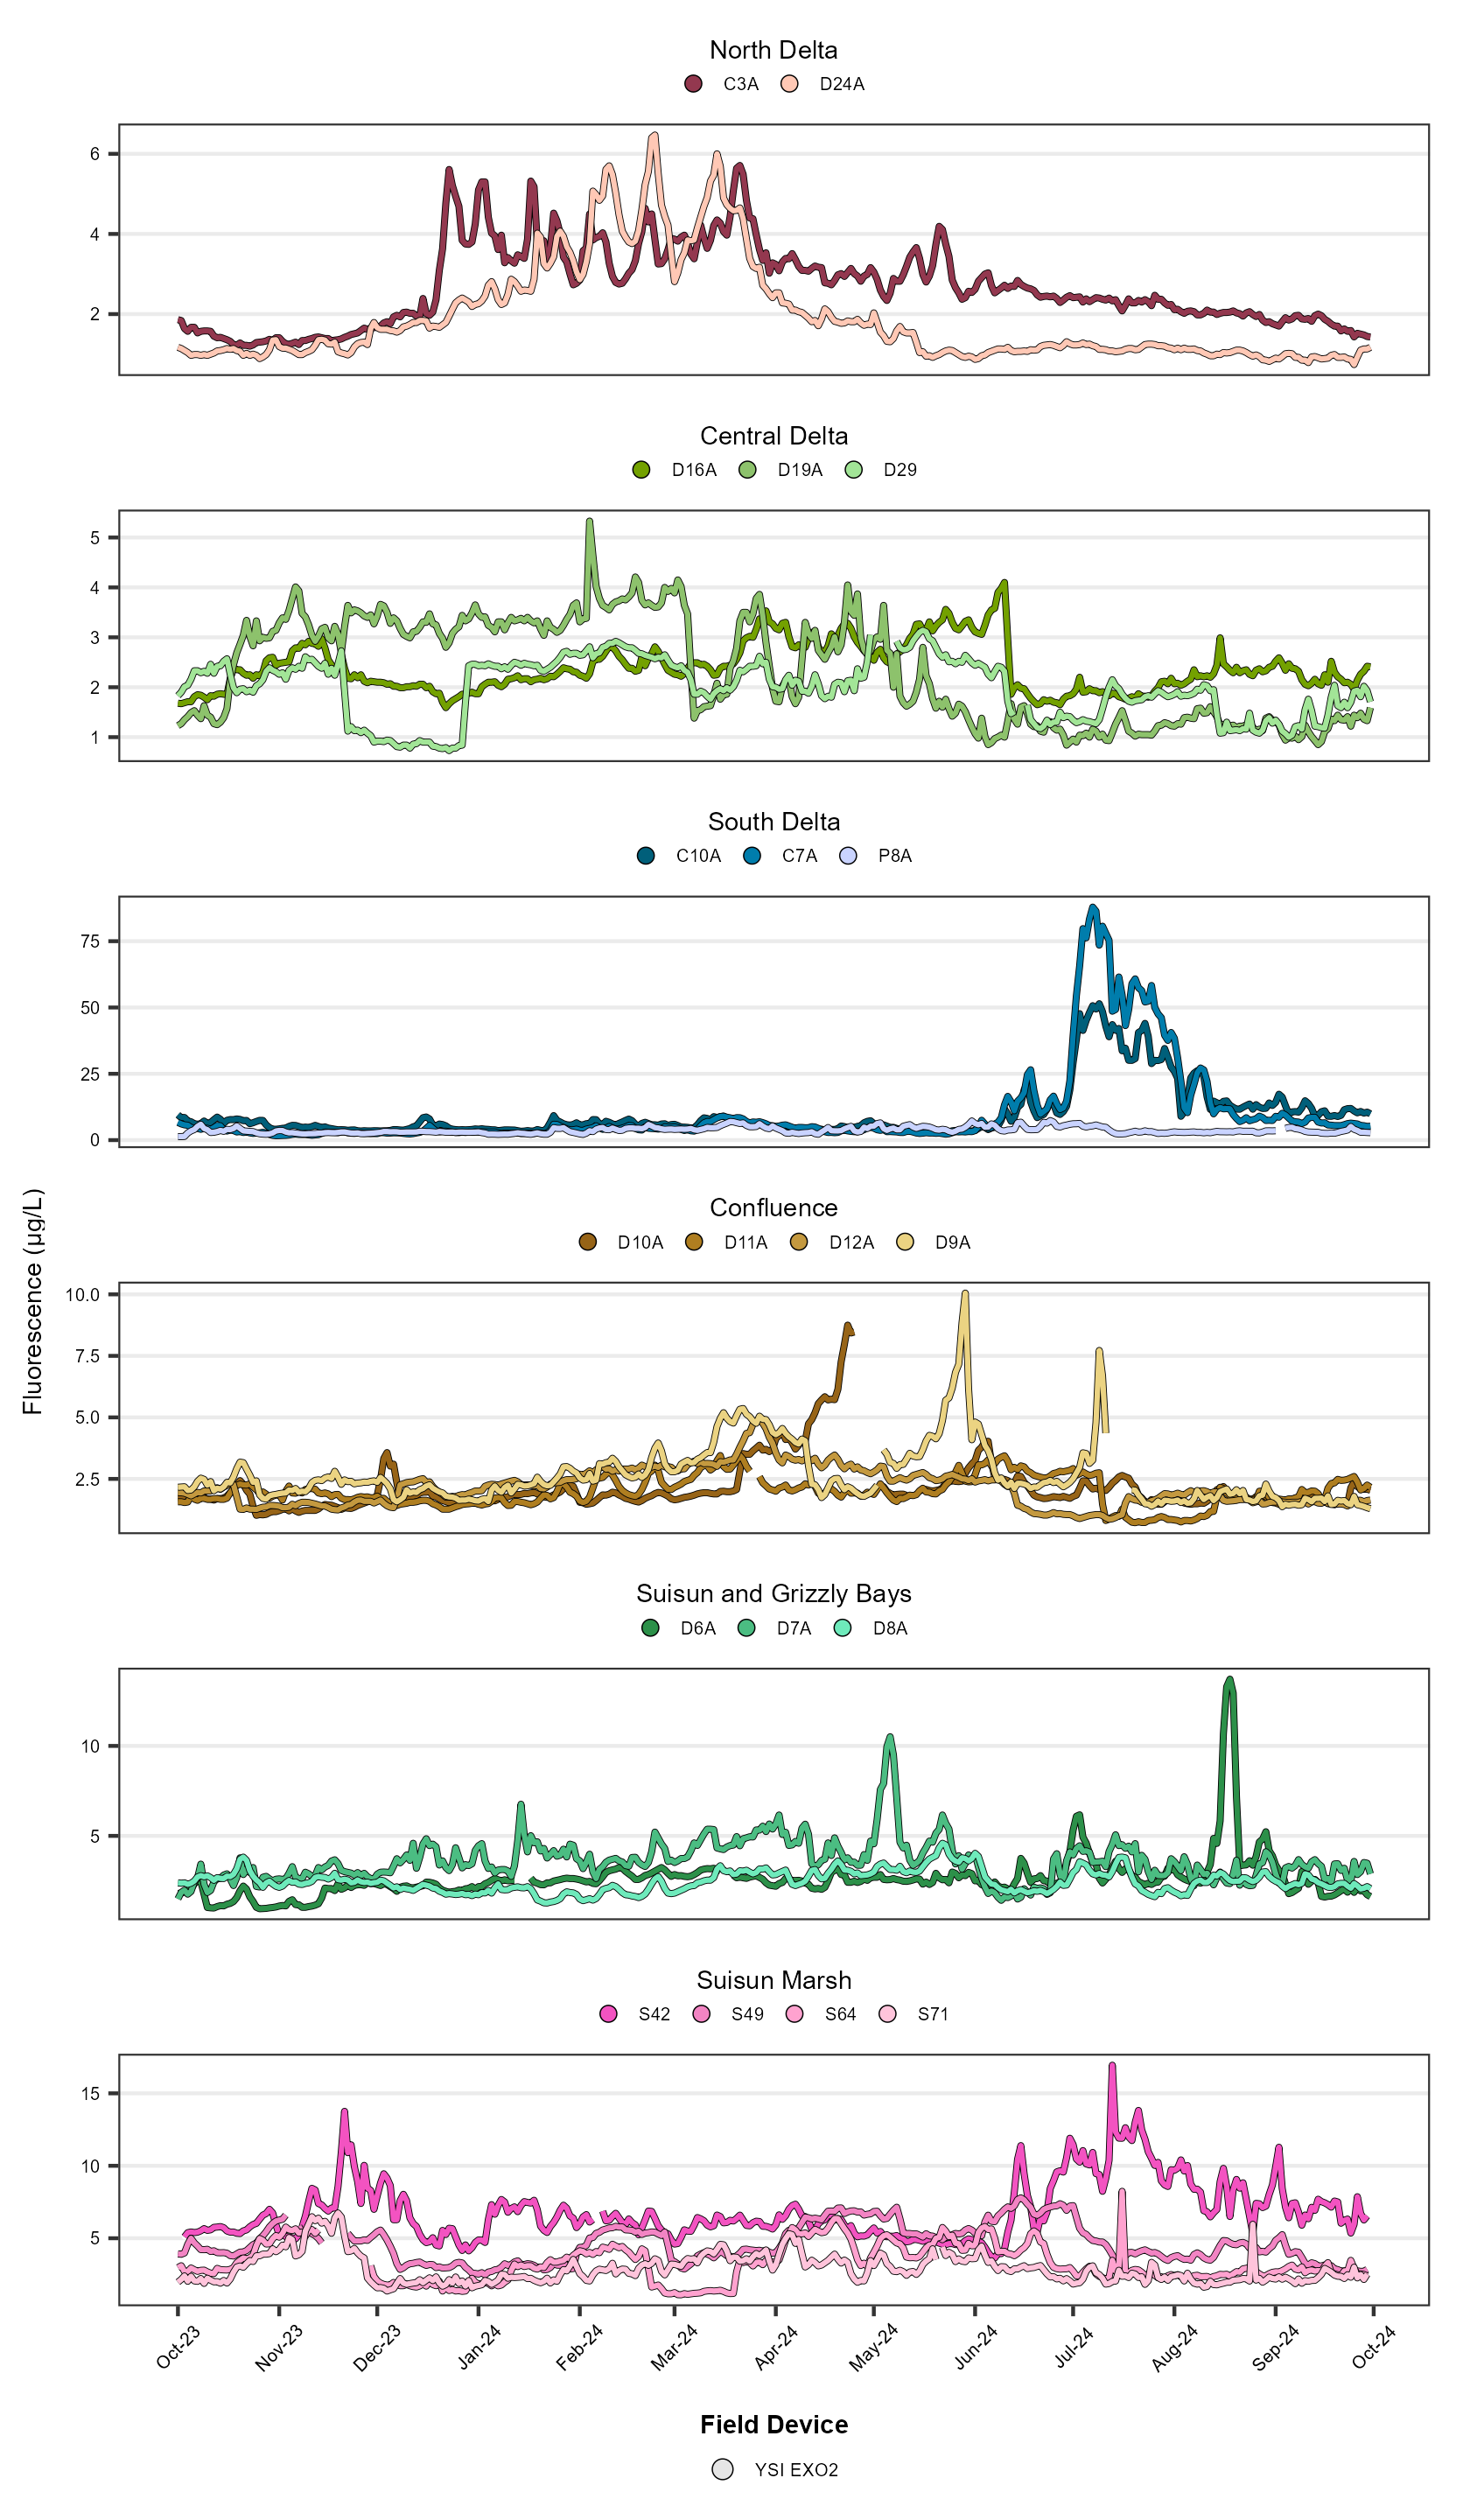 North Delta
C3A D24A
6
4
2
Central Delta
D16A D19A D29
5
4
3
2
1
South Delta
C10A C7A P8A
75
50
25
0
Fluorescence (µg/L)
Confluence
D10A D11A D12A D9A
10.0
7.5
5.0
2.5
Suisun and Grizzly Bays
D6A D7A D8A
10
5
Suisun Marsh
S42 S49 S64 S71
15
10
5
Oct-23 Nov-23 Dec-23 Jan-24 Feb-24 Mar-24 Apr-24 May-24 Jun-24 Jul-24 Aug-24 Sep-24 Oct-24
Field Device
YSI EXO2